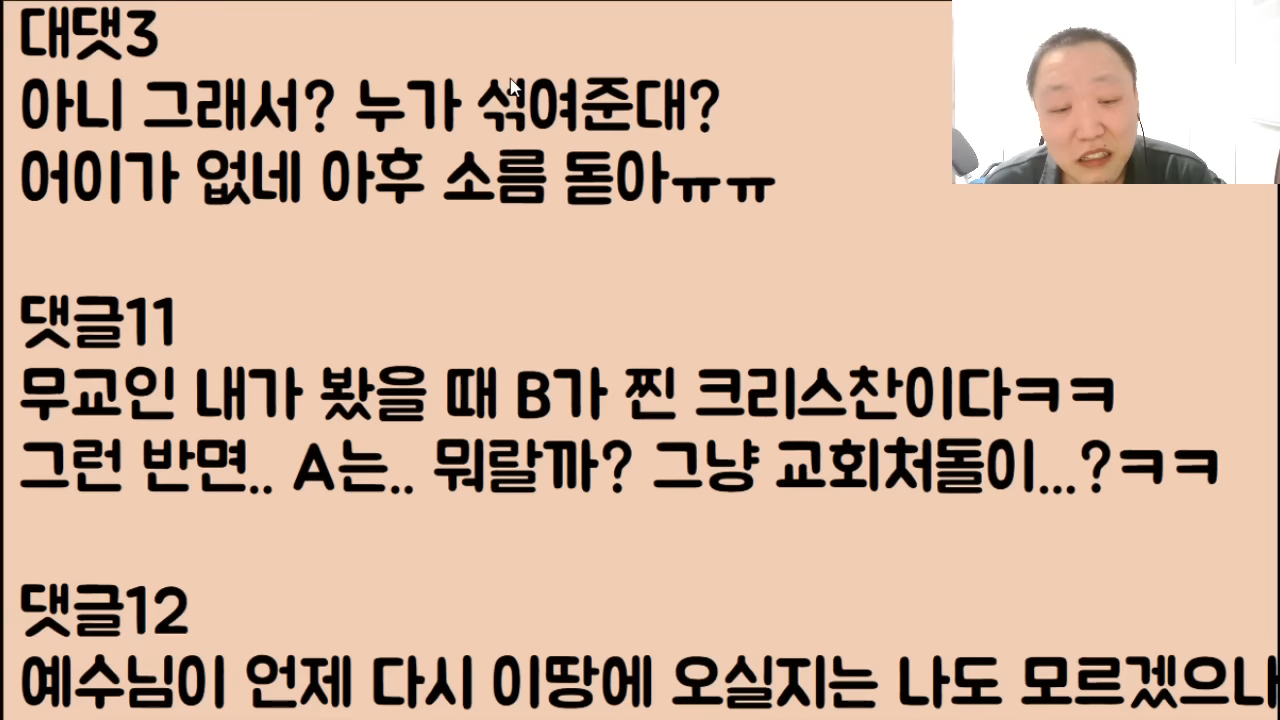 대댓3
아니 그래서? 누가 섞여준대?
어이가 없네 아후 소름 돋아ㅠㅠ
댓글11
무교인 내가 봤을 때 B가 찐 크리스찬이다ㅋㅋ
그런 반면.. A는.. 뭐랄까? 그냥 교회처돌이...?ㅋㅋ
댓글12
예수님이 언제 다시 이땅에 오실지는 나도 모르겠으나